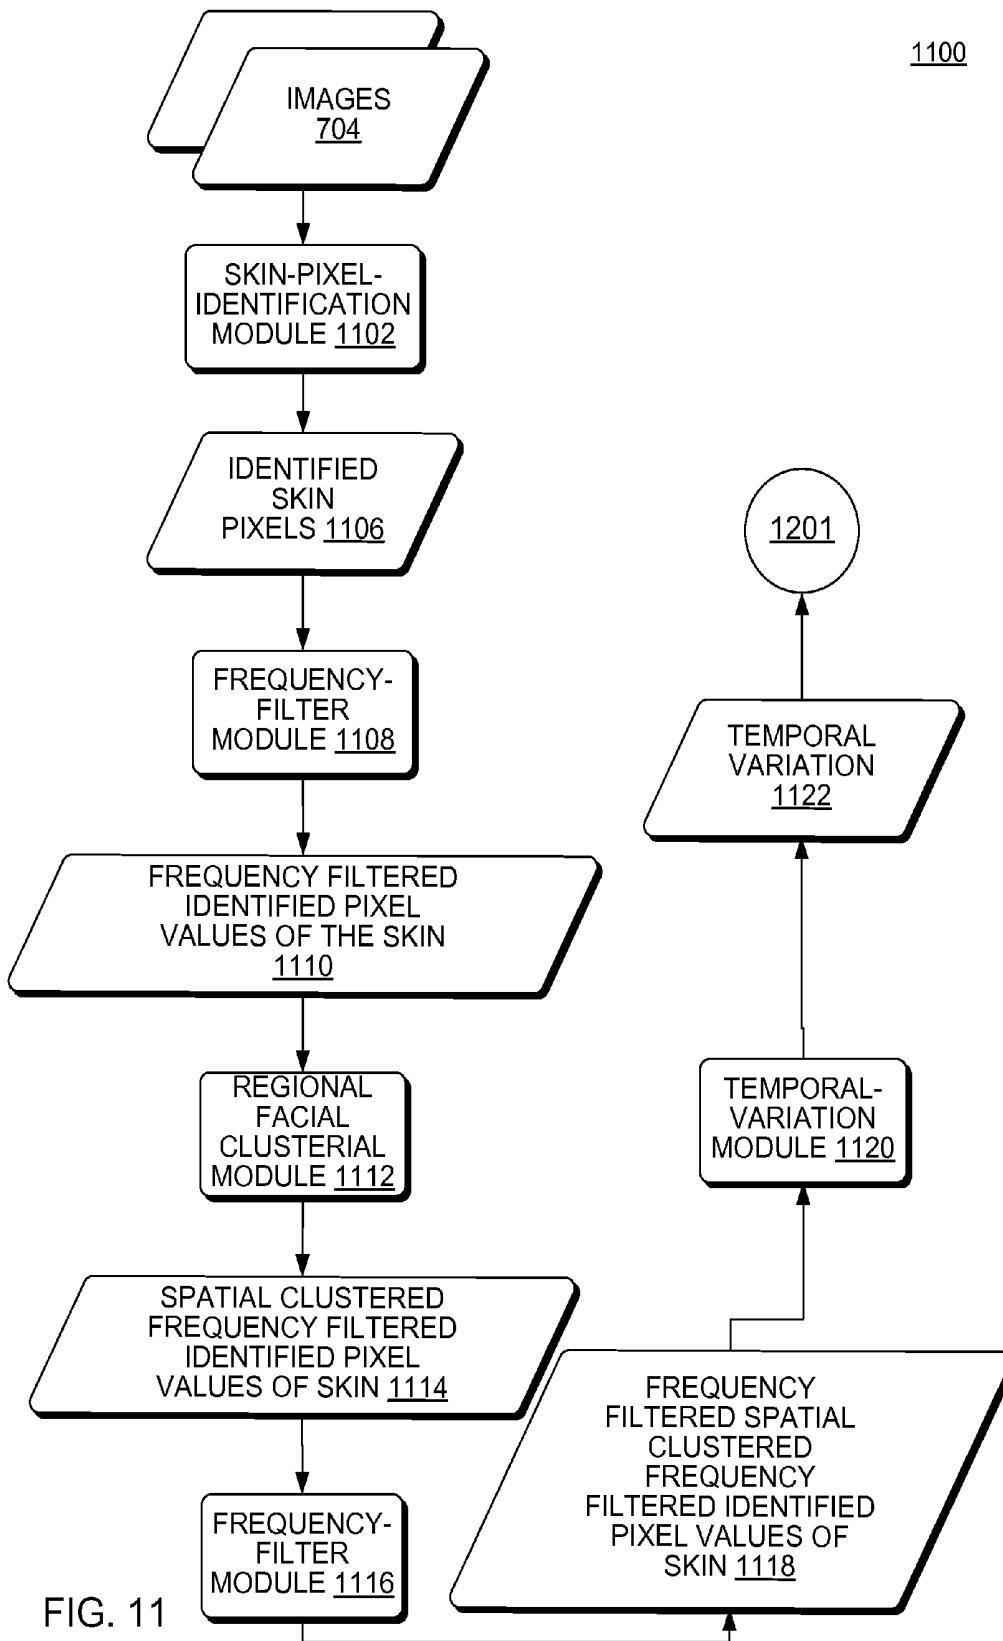 1100
IMAGES
704
SKIN-PIXEL-
IDENTIFICATION
MODULE 1102
IDENTIFIED
SKIN
PIXELS 1106
FREQUENCY-
FILTER
MODULE 1108
FREQUENCY FILTERED
IDENTIFIED PIXEL
VALUES OF THE SKIN
1110
REGIONAL
FACIAL
CLUSTERIAL
MODULE 1112
SPATIAL CLUSTERED
FREQUENCY FILTERED
IDENTIFIED PIXEL
VALUES OF SKIN 1114
FREQUENCY-
FILTER
MODULE 1116
FREQUENCY
FILTERED SPATIAL
CLUSTERED
FREQUENCY
FILTERED IDENTIFIED
PIXEL VALUES OF
SKIN 1118
TEMPORAL-
VARIATION
MODULE 1120
TEMPORAL
VARIATION
1122
1201
FIG. 11